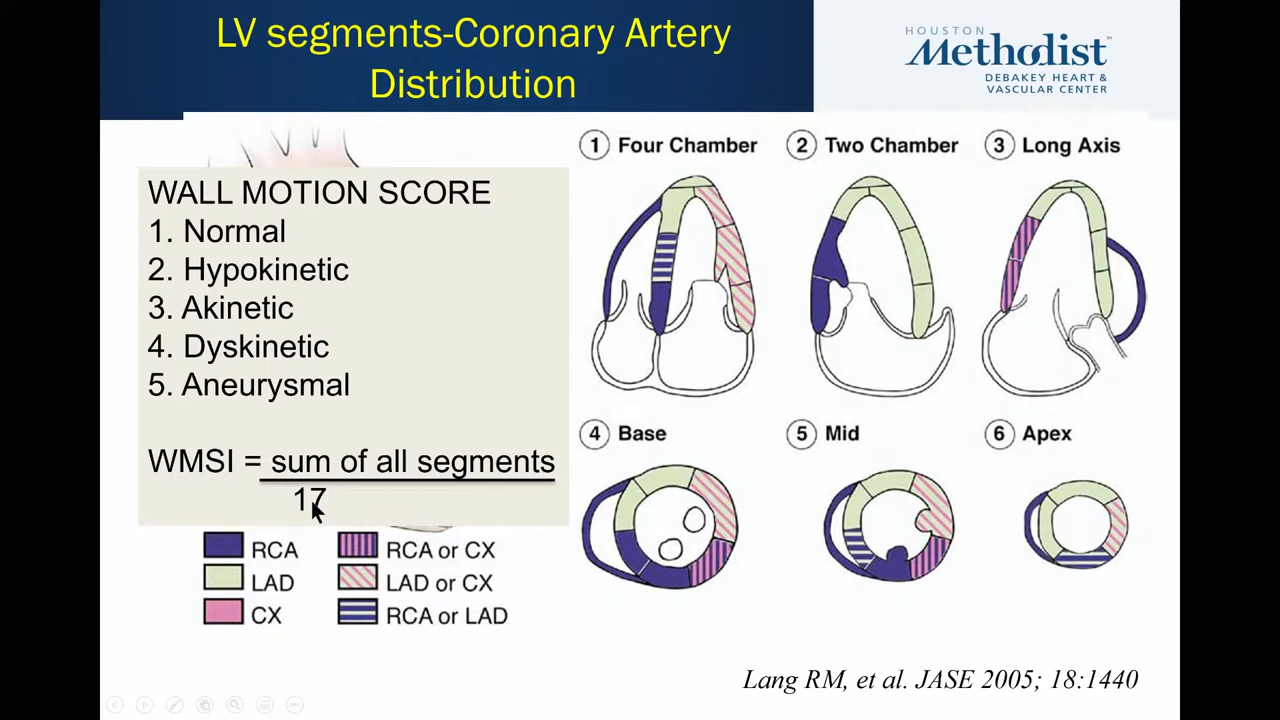 LV segments-Coronary Artery
Distribution
HOUSTON
Methodist
DEBAKEY HEART &
VASCULAR CENTER
WALL MOTION SCORE
1. Normal
2. Hypokinetic
3. Akinetic
4. Dyskinetic
5. Aneurysmal
WMSI = sum of all segments
17
RCA
LAD
CX
RCA or CX
LAD or CX
RCA or LAD
1 Four Chamber
2 Two Chamber
3 Long Axis
4 Base
5 Mid
6 Apex
Lang RM, et al. JASE 2005; 18:1440